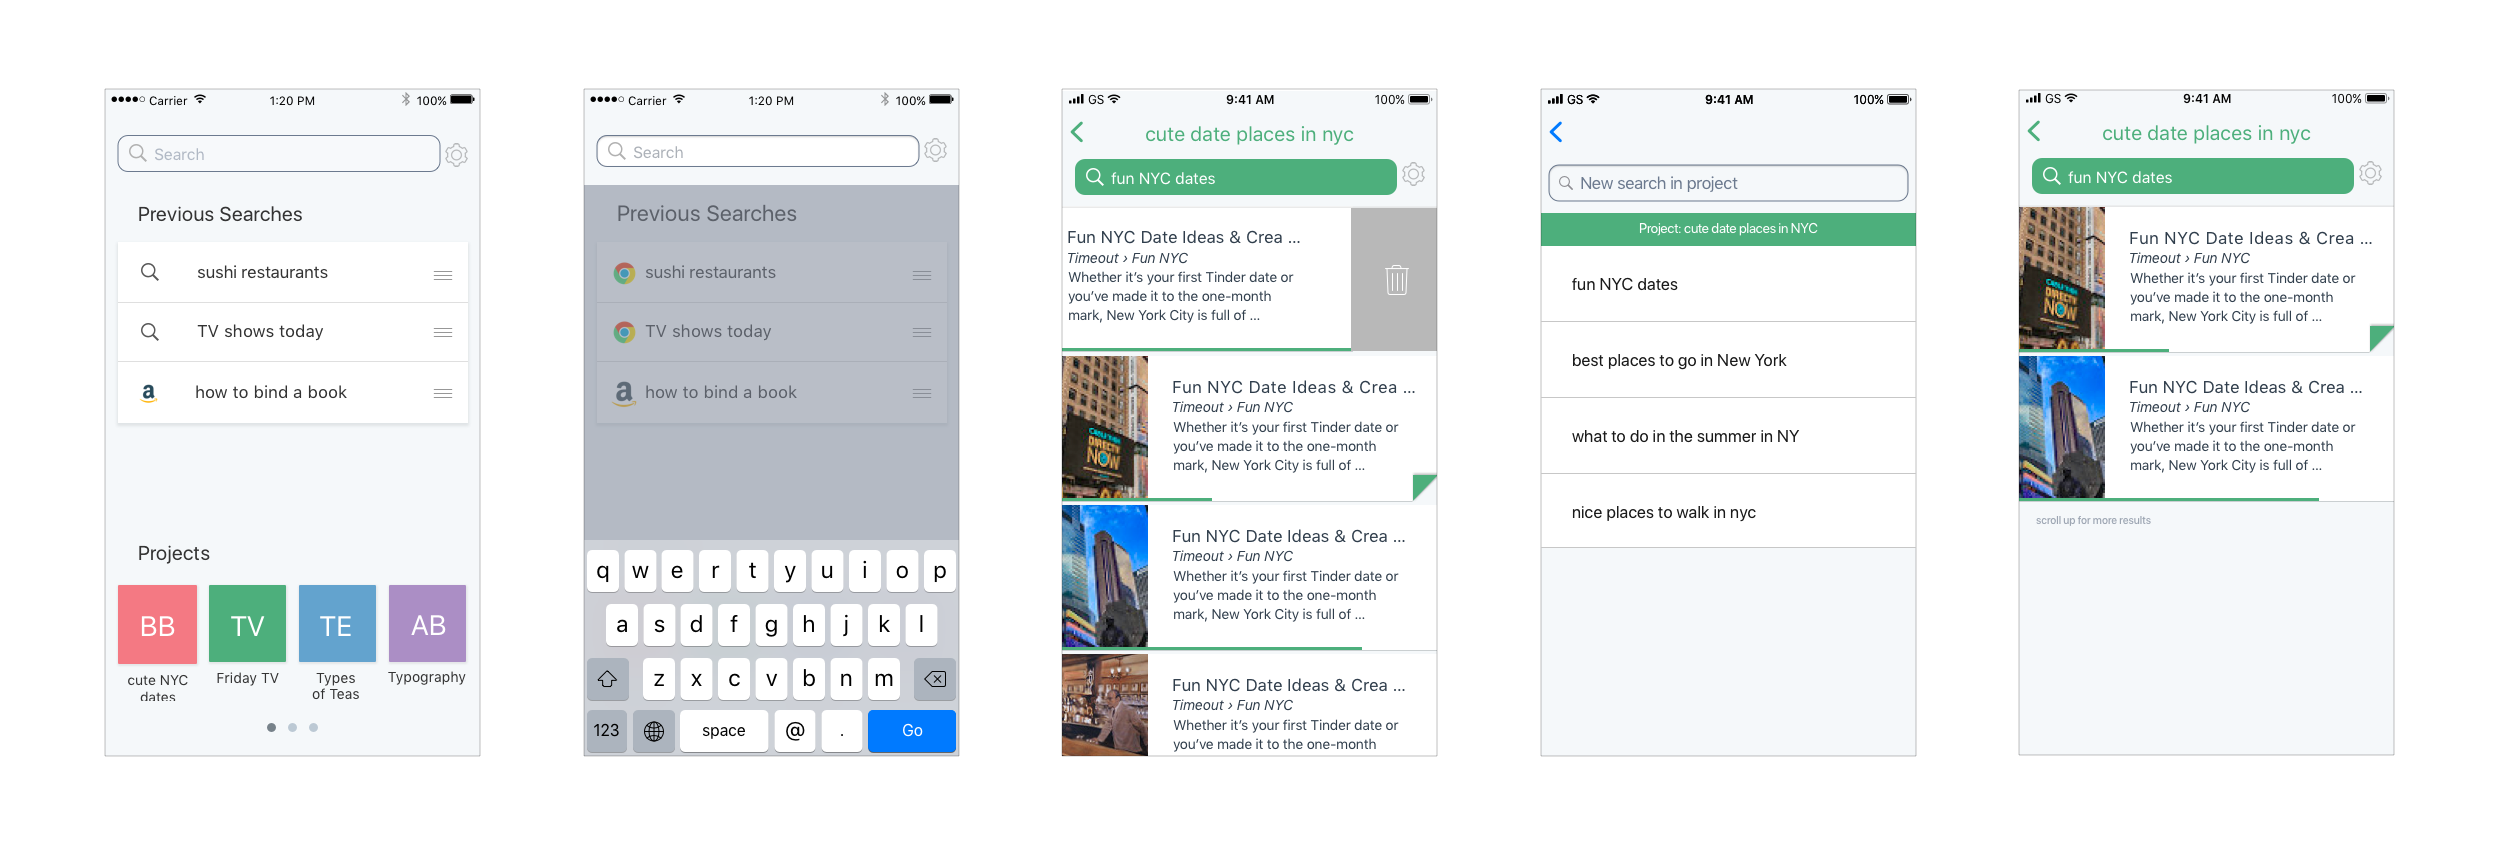 Carrier 1:20 PM 100%
Search
Previous Searches
sushi restaurants
TV shows today
a how to bind a book
Projects
BB TV TE AB
cute NYC dates
Friday TV
Types
of Teas
Typography
Carrier 1:20 PM 100%
Search
Previous Searches
sushi restaurants
TV shows today
a how to bind a book
q w e r t y u i o p
a s d f g h j k l
z x c v b n m
123 space @ . Go
GS 9:41 AM 100%
cute date places in nyc
fun NYC dates
Fun NYC Date Ideas & Crea ...
Timeout › Fun NYC
Whether it's your first Tinder date or
you've made it to the one-month
mark, New York City is full of ...
Fun NYC Date Ideas & Crea ...
Timeout › Fun NYC
Whether it's your first Tinder date or
you've made it to the one-month
mark, New York City is full of ...
DIRECTV
NOW
Fun NYC Date Ideas & Crea ...
Timeout › Fun NYC
Whether it's your first Tinder date or
you've made it to the one-month
mark, New York City is full of ...
Fun NYC Date Ideas & Crea ...
Timeout › Fun NYC
Whether it's your first Tinder date or
you've made it to the one-month
GS 9:41 AM 100%
New search in project
Project: cute date places in NYC
fun NYC dates
best places to go in New York
what to do in the summer in NY
nice places to walk in nyc
GS 9:41 AM 100%
cute date places in nyc
fun NYC dates
Fun NYC Date Ideas & Crea ...
Timeout › Fun NYC
Whether it's your first Tinder date or
you've made it to the one-month
mark, New York City is full of ...
DIRECTV
NOW
Fun NYC Date Ideas & Crea ...
Timeout › Fun NYC
Whether it's your first Tinder date or
you've made it to the one-month
mark, New York City is full of ...
scroll up for more results